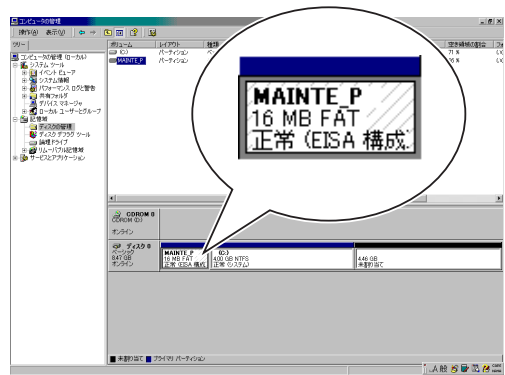 コンピュータの管理
操作(A) 表示(V)
ツリー
コンピュータの管理 (ローカル)
システム ツール
イベント ビューア
システム情報
パフォーマンス ログと警告
共有フォルダ
デバイス マネージャ
ローカル ユーザーとグループ
記憶域
ディスクの管理
ディスク デフラグ ツール
論理ドライブ
リムーバブル記憶域
サービスとアプリケーション
ボリューム レイアウト 種類 空き領域の割合
(C:) パーティション 71 %
MAINTE_P パーティション
MAINTE_P
16 MB FAT
正常 (EISA 構成
CDROM 0
CDROM (D:)
オンライン
ディスク 0
ベーシック
8.47 GB
オンライン
MAINTE_P
16 MB FAT
正常 (EISA 構成
(C:)
4.00 GB NTFS
正常 (システム)
4.46 GB
未割り当て
未割り当て プライマリ パーティション
A 般
CAPS
KANA